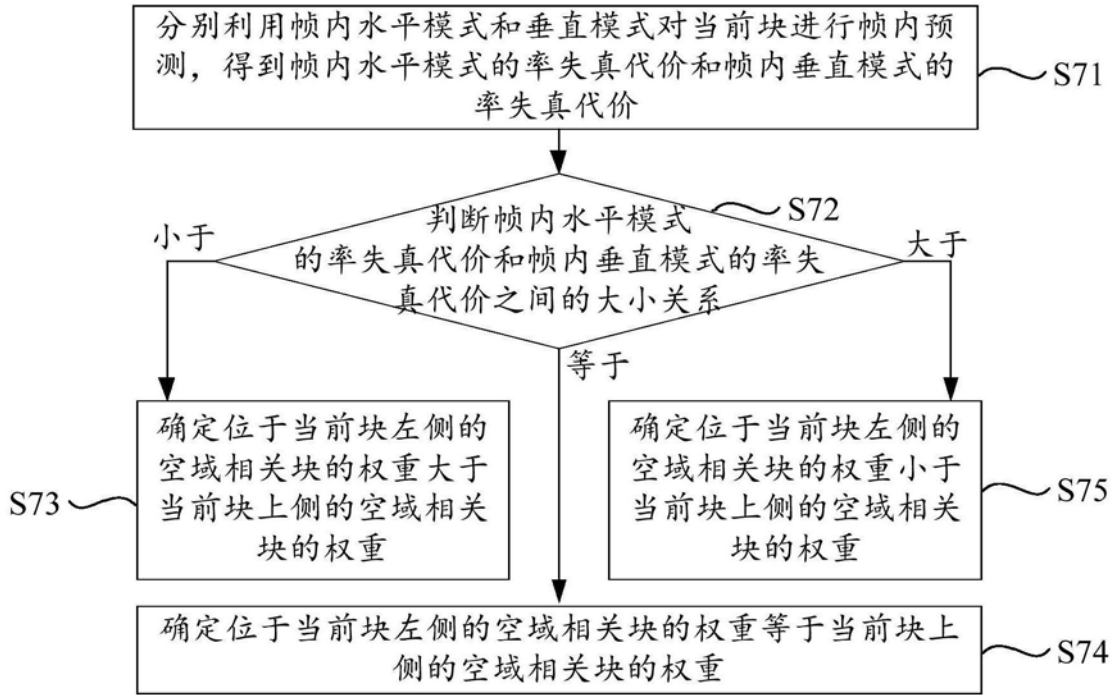 分别利用帧内水平模式和垂直模式对当前块进行帧内预
测，得到帧内水平模式的率失真代价和帧内垂直模式的
率失真代价
S71
判断帧内水平模式
的率失真代价和帧内垂直模式的率失
真代价之间的大小关系
S72
小于
大于
等于
确定位于当前块左侧的
空域相关块的权重大于
当前块上侧的空域相关
块的权重
S73
确定位于当前块左侧的
空域相关块的权重小于
当前块上侧的空域相关
块的权重
S75
确定位于当前块左侧的空域相关块的权重等于当前块上
侧的空域相关块的权重
S74